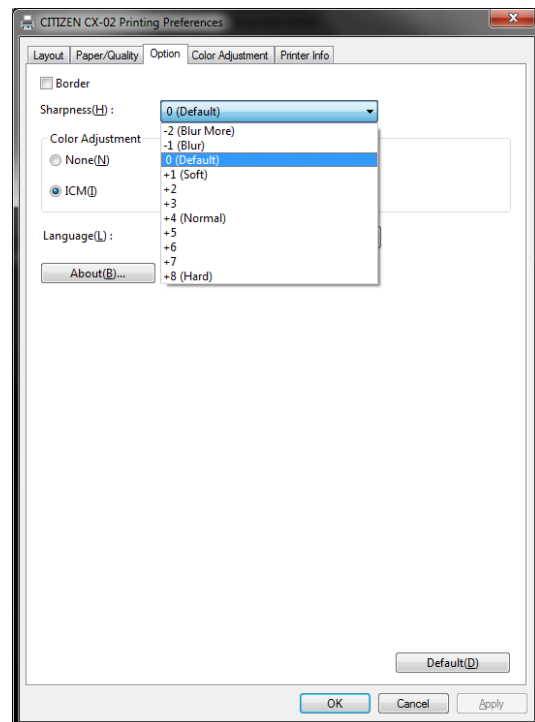 CITIZEN CX-02 Printing Preferences
Layout Paper/Quality Option Color Adjustment Printer Info
Border
Sharpness(H) : 0 (Default)
-2 (Blur More)
-1 (Blur)
0 (Default)
+1 (Soft)
+2
+3
+4 (Normal)
+5
+6
+7
+8 (Hard)
Color Adjustment
None(N)
ICM(I)
Language(L) :
About(B)...
Default(D)
OK Cancel Apply